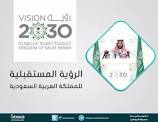 VISION رؤية
2030
المملكة العربية السعودية
KINGDOM OF SAUDI ARABIA
الرؤية المستقبلية
للمملكة العربية السعودية
2030